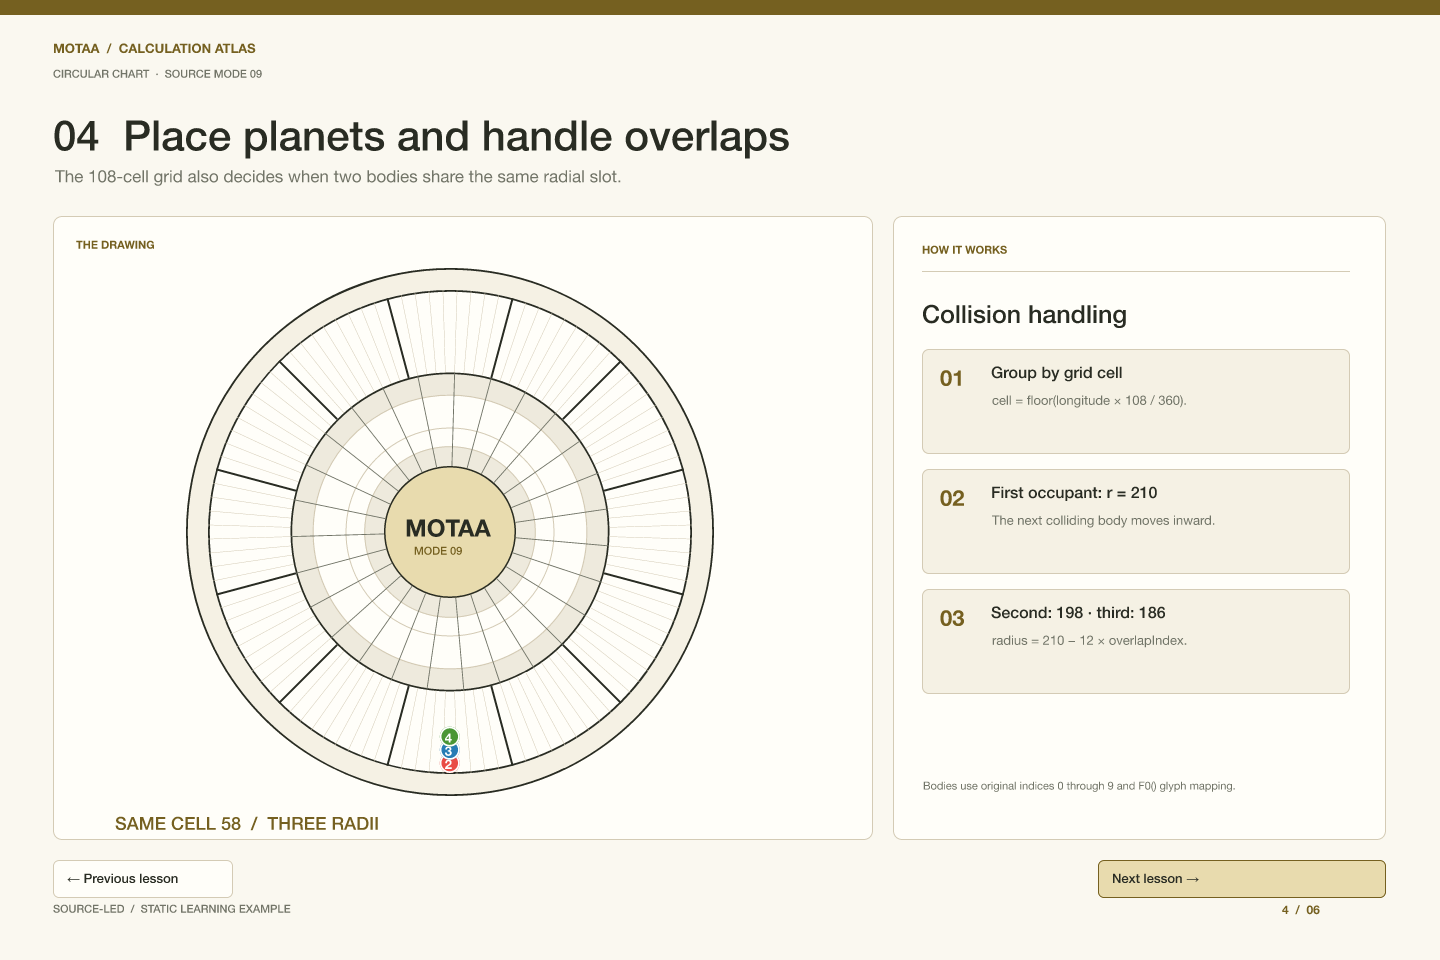 MOTAA / CALCULATION ATLAS
CIRCULAR CHART · SOURCE MODE 09
04 Place planets and handle overlaps
The 108-cell grid also decides when two bodies share the same radial slot.
THE DRAWING
MOTAA
MODE 09
4
3
2
SAME CELL 58 / THREE RADII
HOW IT WORKS
Collision handling
01 Group by grid cell
cell = floor(longitude × 108 / 360).
02 First occupant: r = 210
The next colliding body moves inward.
03 Second: 198 · third: 186
radius = 210 − 12 × overlapIndex.
Bodies use original indices 0 through 9 and F0() glyph mapping.
← Previous lesson
Next lesson →
SOURCE-LED / STATIC LEARNING EXAMPLE
4 / 06